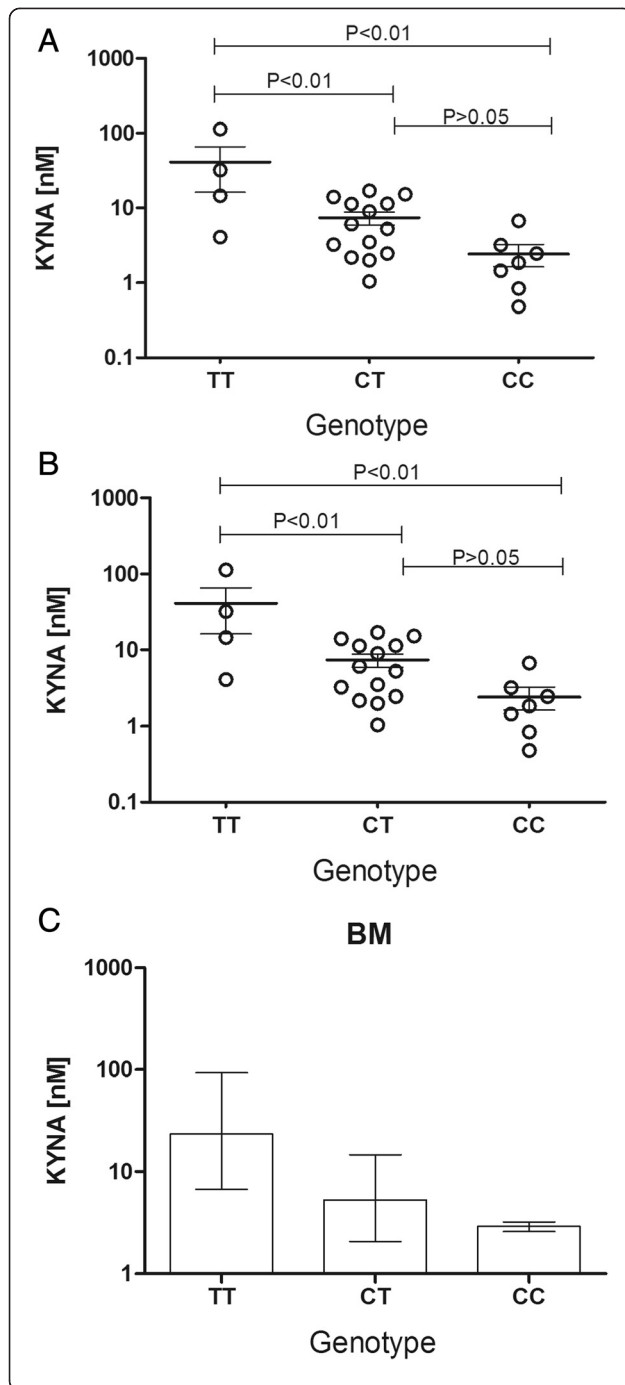 A
P<0.01
P<0.01
P>0.05
KYNA [nM]
1000
100
10
1
0.1
TT CT CC
Genotype
B
P<0.01
P<0.01
P>0.05
KYNA [nM]
1000
100
10
1
0.1
TT CT CC
Genotype
C
BM
KYNA [nM]
1000
100
10
1
TT CT CC
Genotype